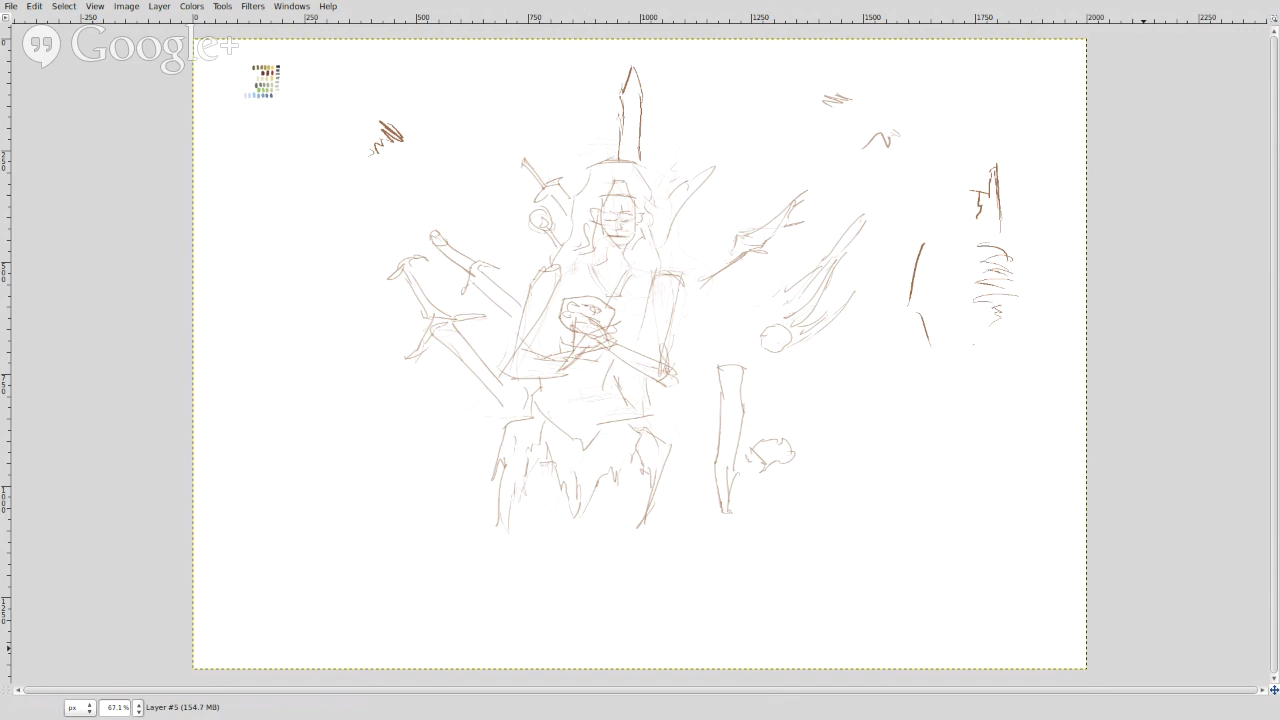 File Edit Select View Image Layer Colors Tools Filters Windows Help
-250 0 250 500 750 1000 1250 1500 1750 2000 2250
Google+
px 67.1% Layer #5 (154.7 MB)